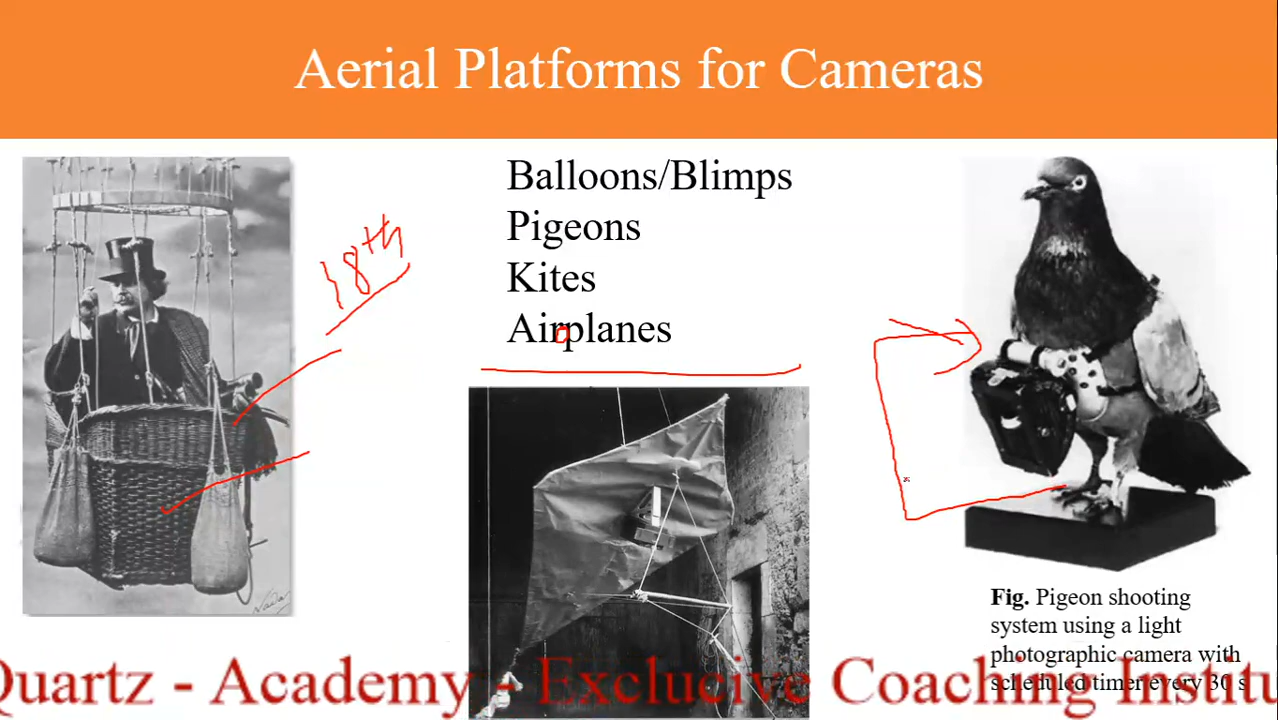 Aerial Platforms for Cameras
Balloons/Blimps
Pigeons
Kites
Airplanes
18th
Fig. Pigeon shooting
system using a light
photographic camera with
scheduled timer every 30 s
Quartz - Academy - Exclucive Coaching Institu